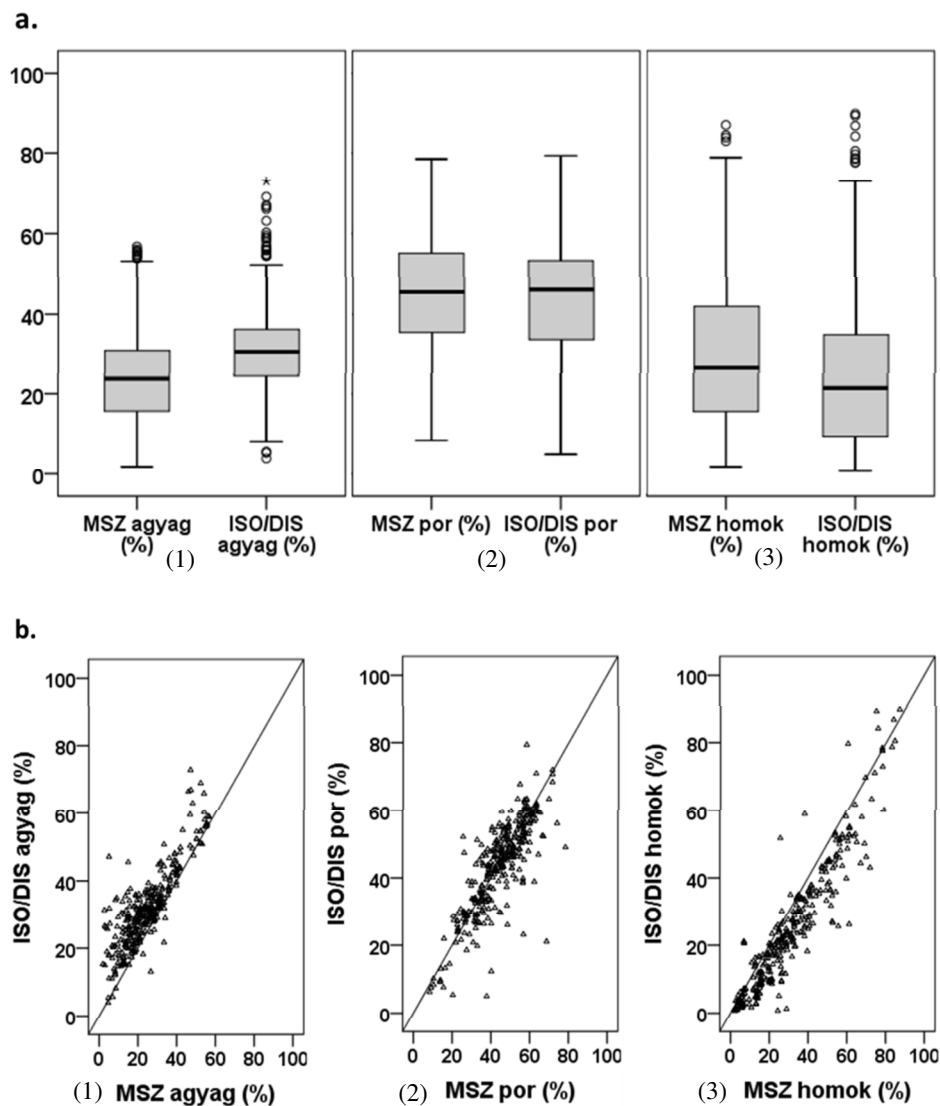 a.
100
80
60
40
20
0
MSZ agyag (%)
ISO/DIS agyag (%)
(1)
MSZ por (%)
ISO/DIS por (%)
(2)
MSZ homok (%)
ISO/DIS homok (%)
(3)
b.
ISO/DIS agyag (%)
100
80
60
40
20
0
0 20 40 60 80 100
(1) MSZ agyag (%)
ISO/DIS por (%)
100
80
60
40
20
0
0 20 40 60 80 100
(2) MSZ por (%)
ISO/DIS homok (%)
100
80
60
40
20
0
0 20 40 60 80 100
(3) MSZ homok (%)